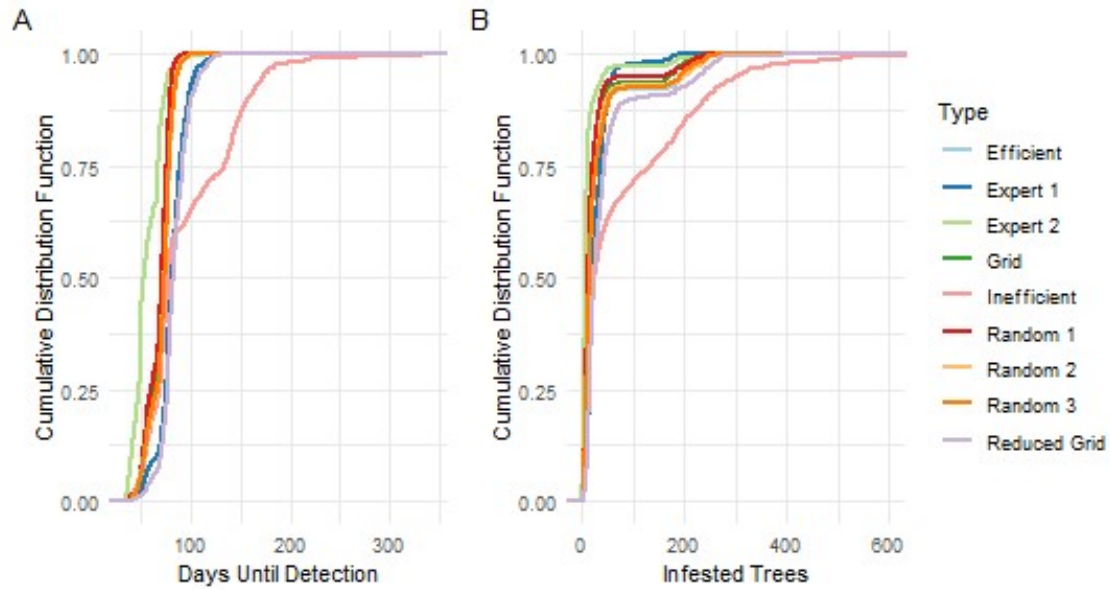 A
Cumulative Distribution Function
1.00
0.75
0.50
0.25
0.00
100
200
300
Days Until Detection
B
Cumulative Distribution Function
1.00
0.75
0.50
0.25
0.00
0
200
400
600
Infested Trees
Type
Efficient
Expert 1
Expert 2
Grid
Inefficient
Random 1
Random 2
Random 3
Reduced Grid